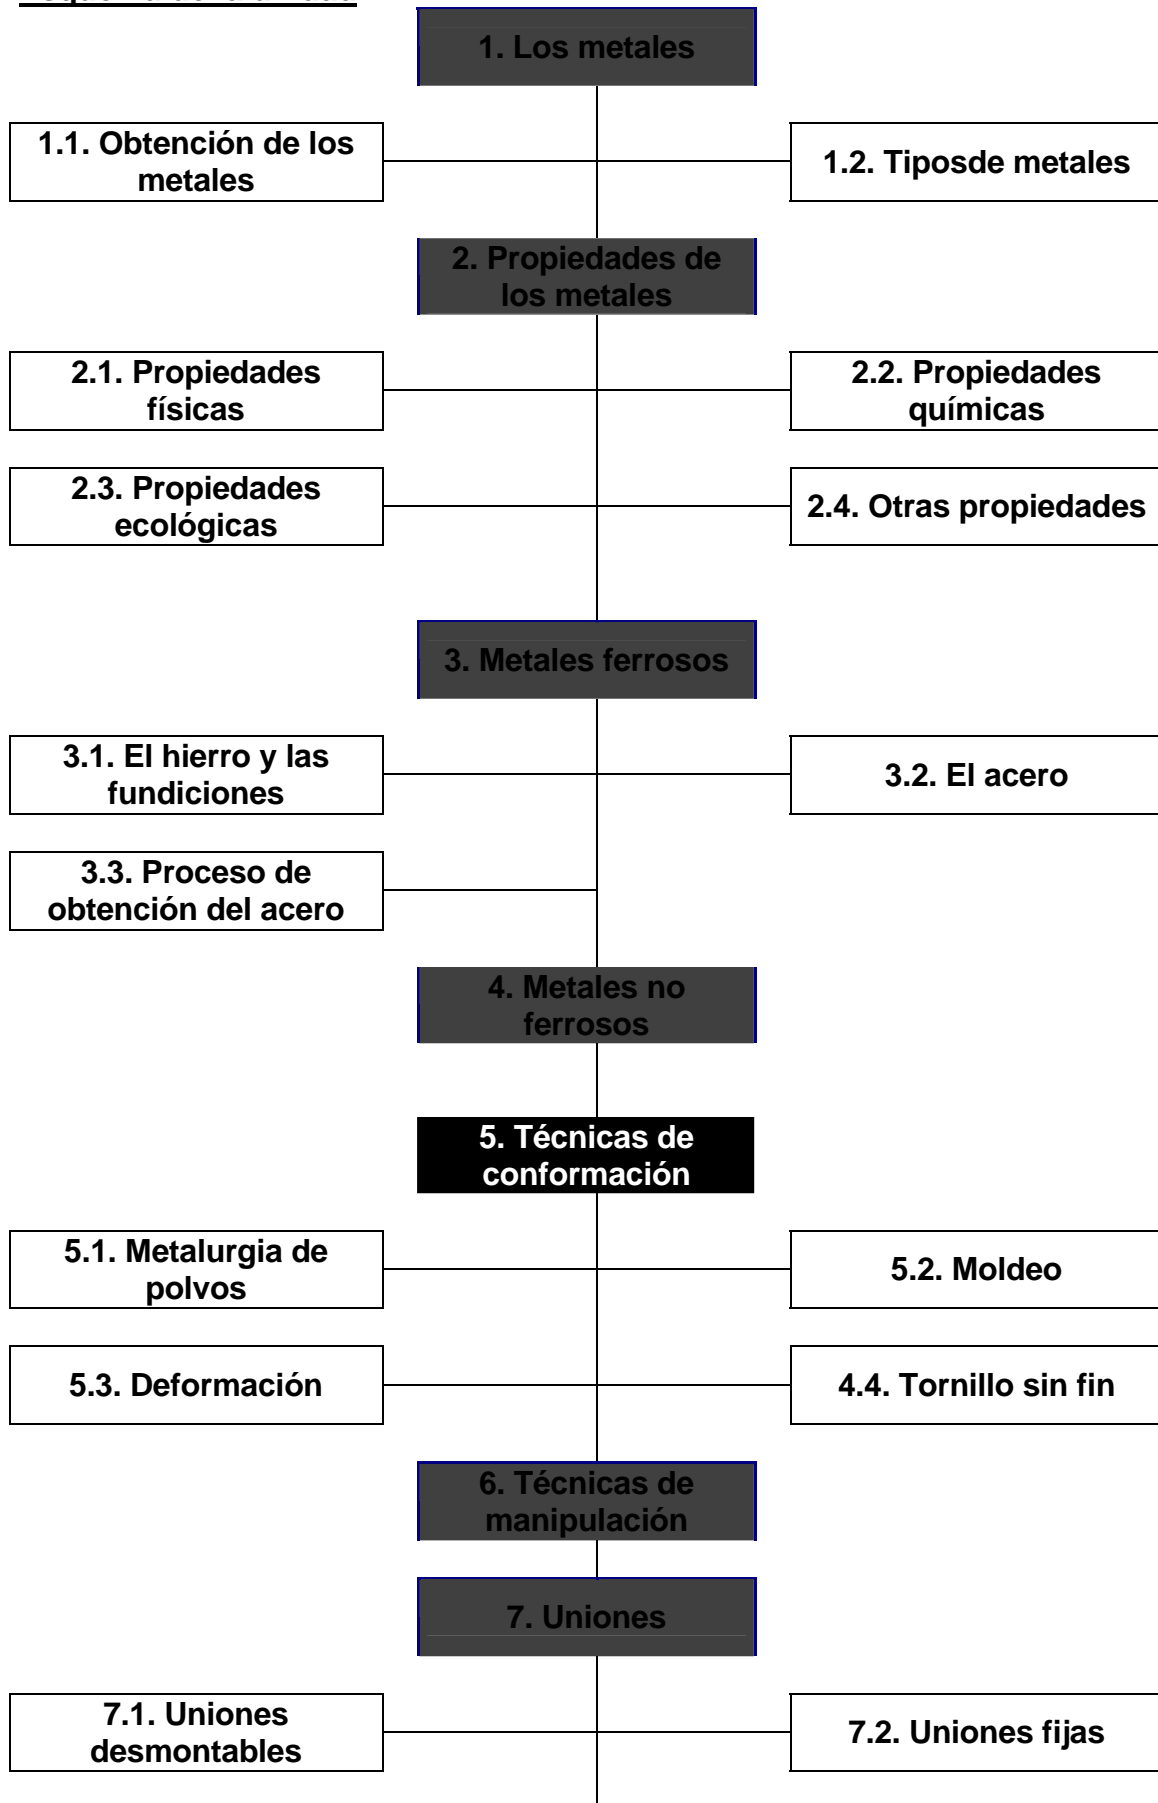 1. Los metales
1.1. Obtención de los
metales
1.2. Tiposde metales
2. Propiedades de
los metales
2.1. Propiedades
físicas
2.2. Propiedades
químicas
2.3. Propiedades
ecológicas
2.4. Otras propiedades
3. Metales ferrosos
3.1. El hierro y las
fundiciones
3.2. El acero
3.3. Proceso de
obtención del acero
4. Metales no
ferrosos
5. Técnicas de
conformación
5.1. Metalurgia de
polvos
5.2. Moldeo
5.3. Deformación
4.4. Tornillo sin fin
6. Técnicas de
manipulación
7. Uniones
7.1. Uniones
desmontables
7.2. Uniones fijas